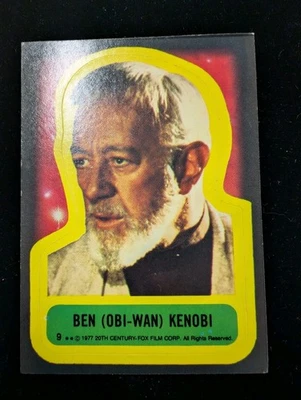 BEN (OBI-WAN) KENOBI
9 ** © 1977 20TH CENTURY-FOX FILM CORP. All Rights Reserved.